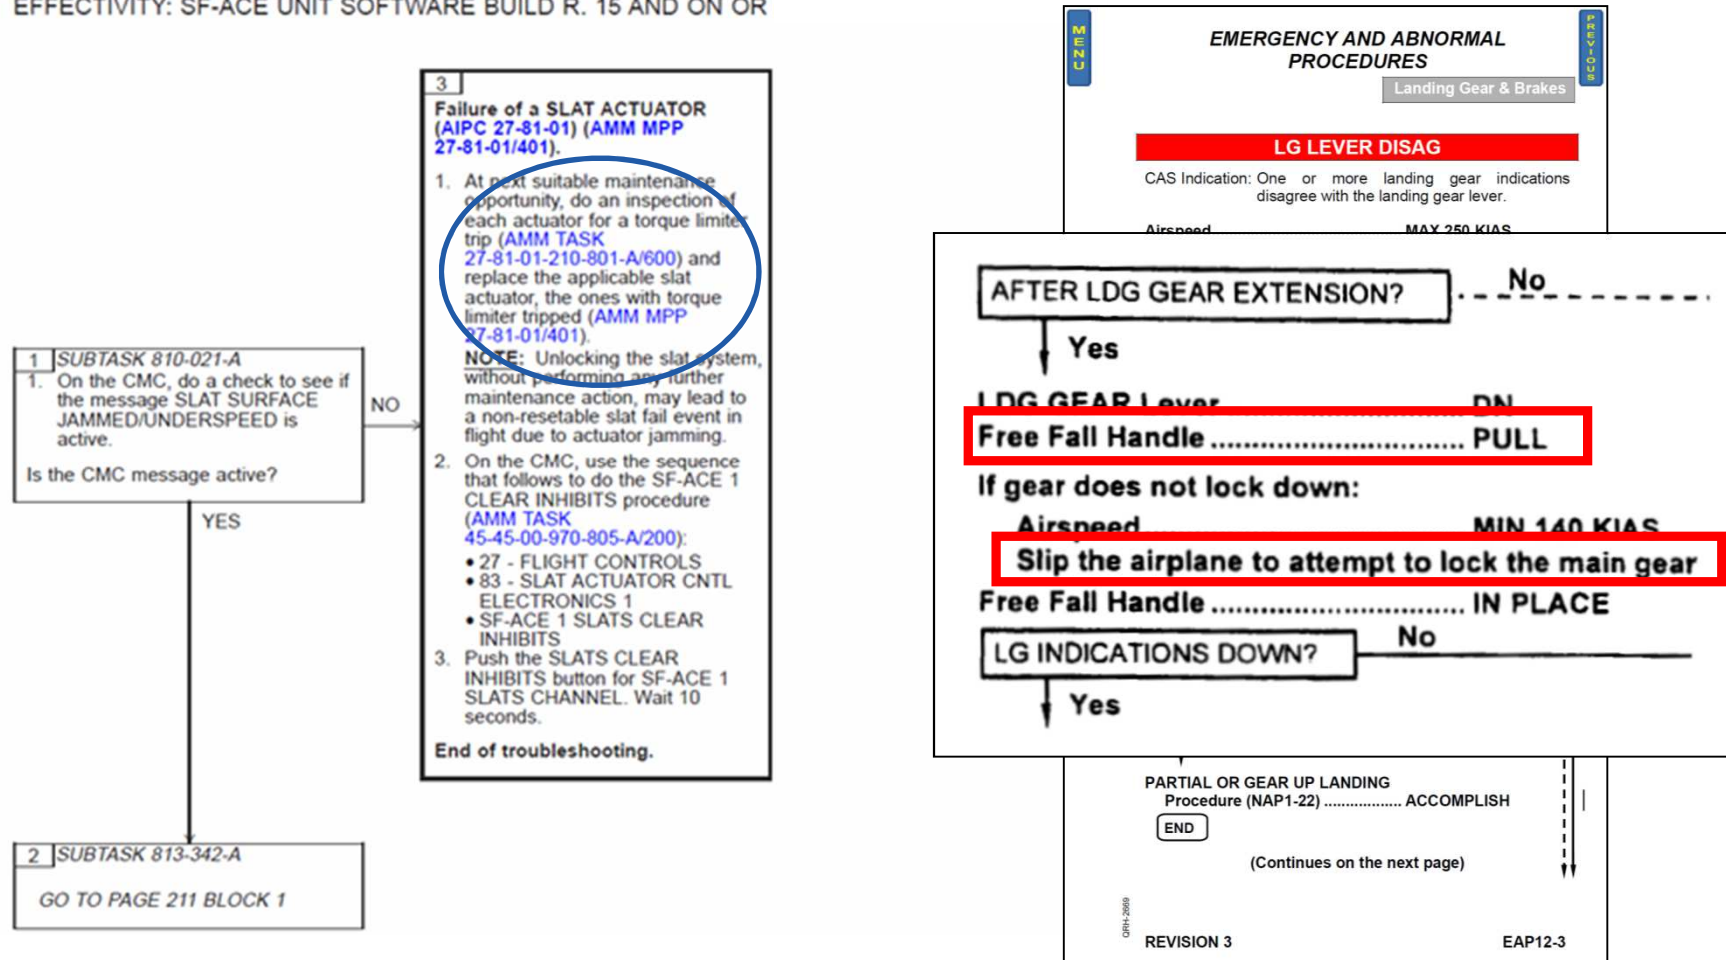 EFFECTIVITY: SF-ACE UNIT SOFTWARE BUILD R. 15 AND ON OR
1 SUBTASK 810-021-A
1. On the CMC, do a check to see if
the message SLAT SURFACE
JAMMED/UNDERSPEED is
active.
Is the CMC message active?
NO
YES
2 SUBTASK 813-342-A
GO TO PAGE 211 BLOCK 1
3
Failure of a SLAT ACTUATOR
(AIPC 27-81-01) (AMM MPP
27-81-01/401).
1. At next suitable maintenance
opportunity, do an inspection of
each actuator for a torque limiter
trip (AMM TASK
27-81-01-210-801-A/600) and
replace the applicable slat
actuator, the ones with torque
limiter tripped (AMM MPP
27-81-01/401).
NOTE: Unlocking the slat system,
without performing any further
maintenance action, may lead to
a non-resetable slat fail event in
flight due to actuator jamming.
2. On the CMC, use the sequence
that follows to do the SF-ACE 1
CLEAR INHIBITS procedure
(AMM TASK
45-45-00-970-805-A/200):
• 27 - FLIGHT CONTROLS
• 83 - SLAT ACTUATOR CNTL
ELECTRONICS 1
• SF-ACE 1 SLATS CLEAR
INHIBITS
3. Push the SLATS CLEAR
INHIBITS button for SF-ACE 1
SLATS CHANNEL. Wait 10
seconds.
End of troubleshooting.
MENU
EMERGENCY AND ABNORMAL
PROCEDURES
PREVIOUS
Landing Gear & Brakes
LG LEVER DISAG
CAS Indication: One or more landing gear indications
disagree with the landing gear lever.
Airspeed MAX 250 KIAS
AFTER LDG GEAR EXTENSION? No
Yes
LDG GEAR Lever DN
Free Fall Handle ............................. PULL
If gear does not lock down:
Airspeed MIN 140 KIAS
Slip the airplane to attempt to lock the main gear
Free Fall Handle ............................. IN PLACE
LG INDICATIONS DOWN? No
Yes
PARTIAL OR GEAR UP LANDING
Procedure (NAP1-22) .................. ACCOMPLISH
END
(Continues on the next page)
QRH-2669
REVISION 3 EAP12-3